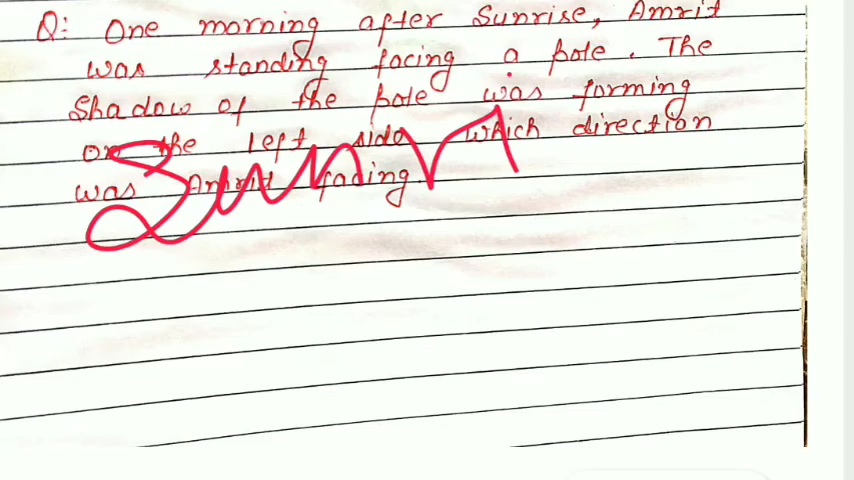 Q: One morning after Sunrise, Amrit
was standing facing a pole. The
Shadow of the pole was forming
on the left side which direction
was Amrit facing